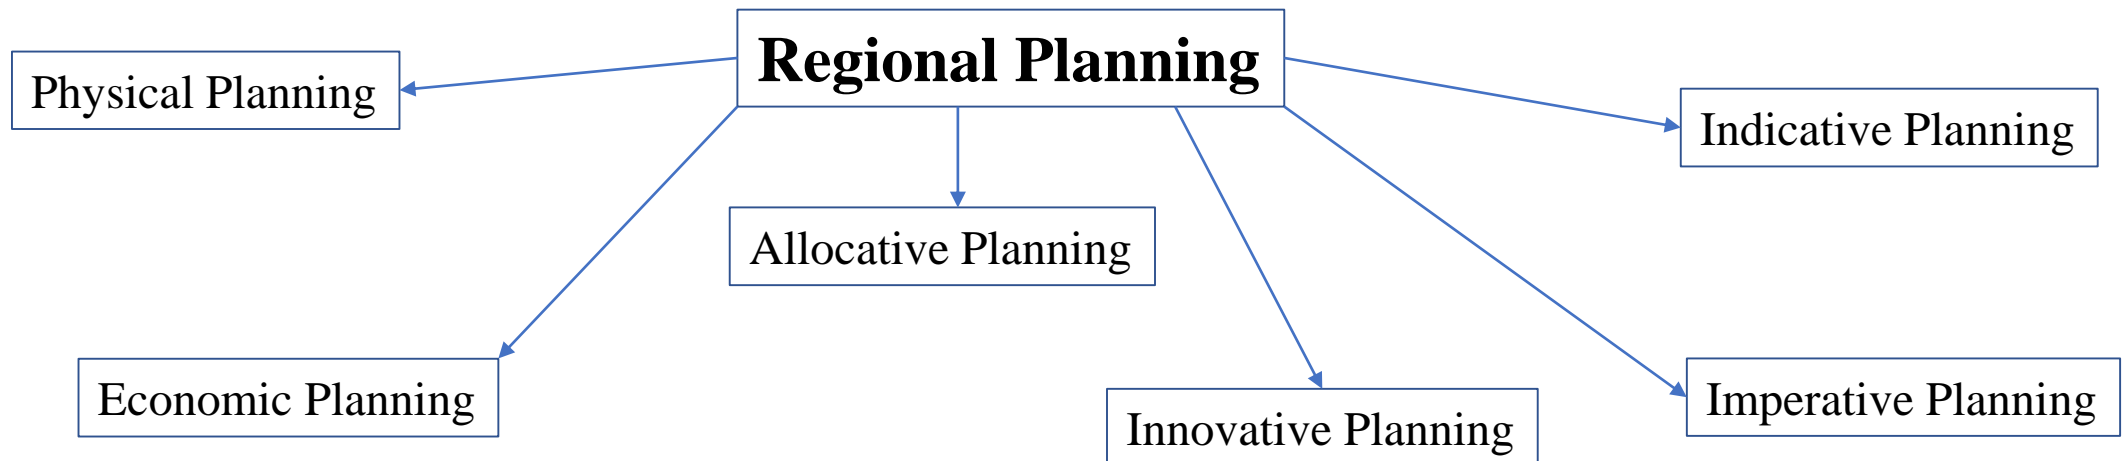 Regional Planning
Physical Planning
Indicative Planning
Allocative Planning
Economic Planning
Innovative Planning
Imperative Planning